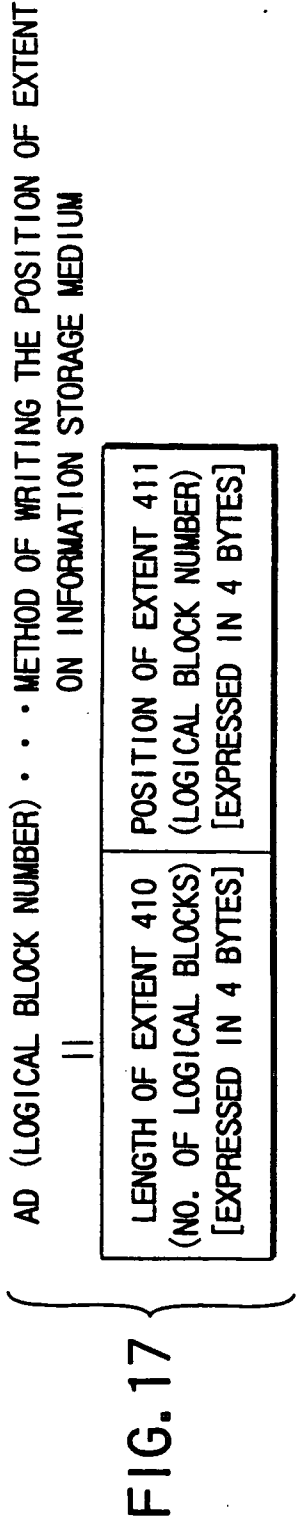 FIG. 17
AD (LOGICAL BLOCK NUMBER) • • • METHOD OF WRITING THE POSITION OF EXTENT
ON INFORMATION STORAGE MEDIUM
||
LENGTH OF EXTENT 410
(NO. OF LOGICAL BLOCKS)
[EXPRESSED IN 4 BYTES]
POSITION OF EXTENT 411
(LOGICAL BLOCK NUMBER)
[EXPRESSED IN 4 BYTES]